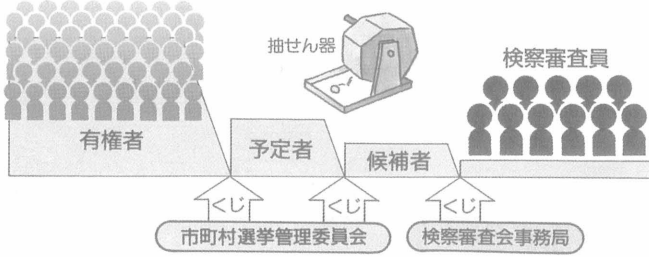 抽せん器
検察審査員
有権者
予定者
候補者
くじ
くじ
くじ
市町村選挙管理委員会
検察審査会事務局